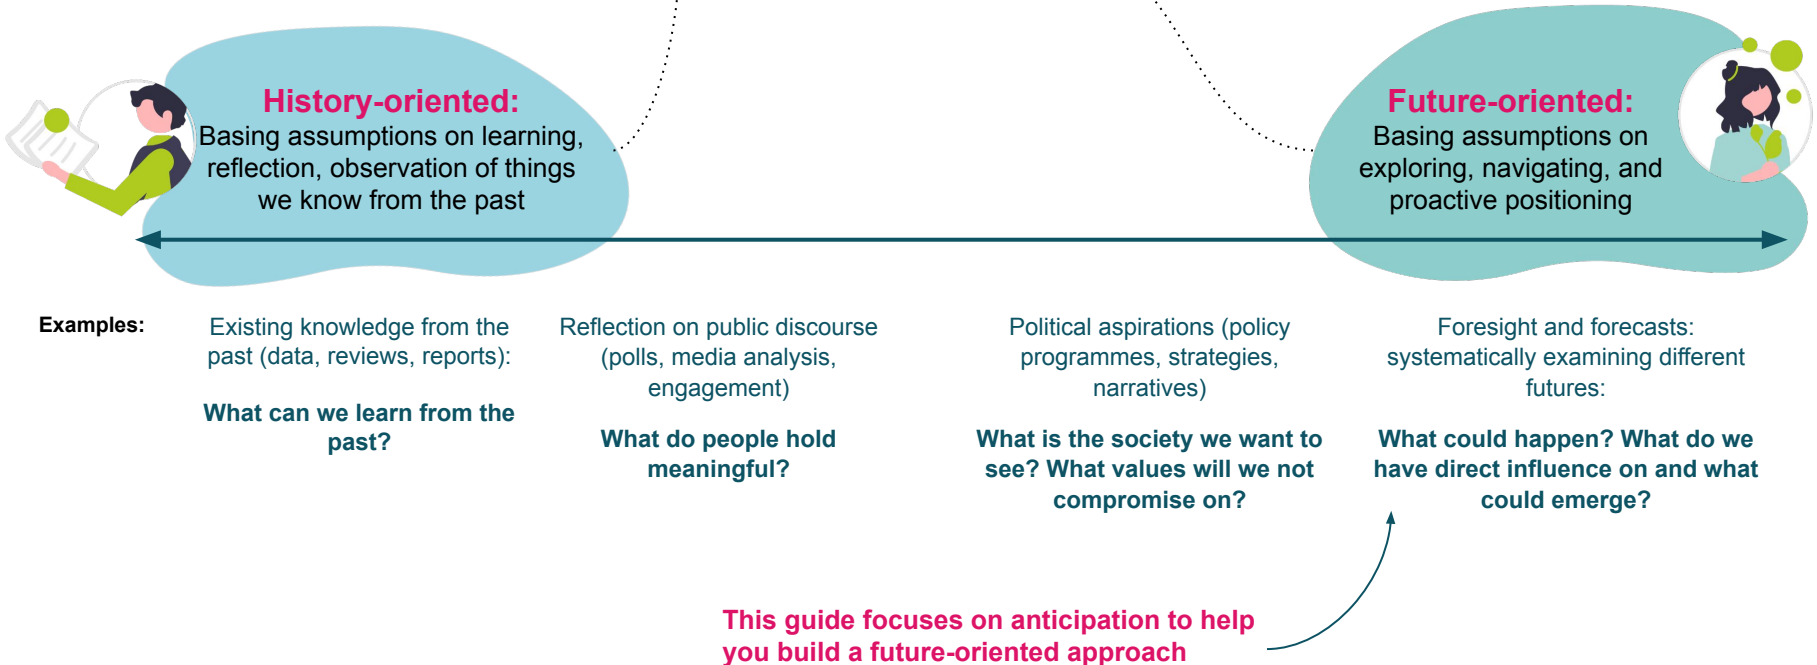 History-oriented:
Basing assumptions on learning,
reflection, observation of things
we know from the past
Future-oriented:
Basing assumptions on
exploring, navigating, and
proactive positioning
Examples:
Existing knowledge from the
past (data, reviews, reports):
What can we learn from the
past?
Reflection on public discourse
(polls, media analysis,
engagement)
What do people hold
meaningful?
Political aspirations (policy
programmes, strategies,
narratives)
What is the society we want to
see? What values will we not
compromise on?
Foresight and forecasts:
systematically examining different
futures:
What could happen? What do we
have direct influence on and what
could emerge?
This guide focuses on anticipation to help
you build a future-oriented approach